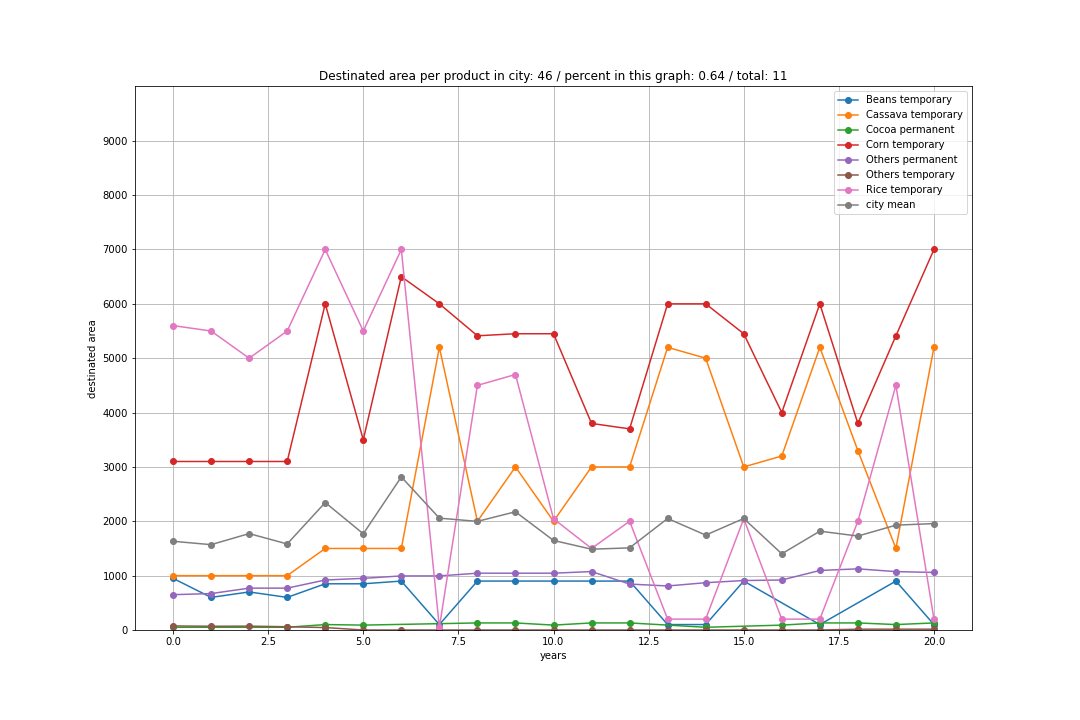 Destinated area per product in city: 46 / percent in this graph: 0.64 / total: 11
Beans temporary
Cassava temporary
Cocoa permanent
Corn temporary
Others permanent
Others temporary
Rice temporary
city mean
9000
8000
7000
6000
5000
4000
3000
2000
1000
0
destinated area
0.0 2.5 5.0 7.5 10.0 12.5 15.0 17.5 20.0
years